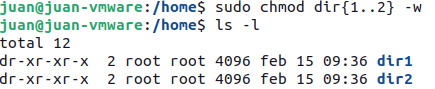 juan@juan-vmware:/home$ sudo chmod dir{1..2} -w
juan@juan-vmware:/home$ ls -l
total 12
dr-xr-xr-x  2 root root 4096 feb 15 09:36 dir1
dr-xr-xr-x  2 root root 4096 feb 15 09:36 dir2